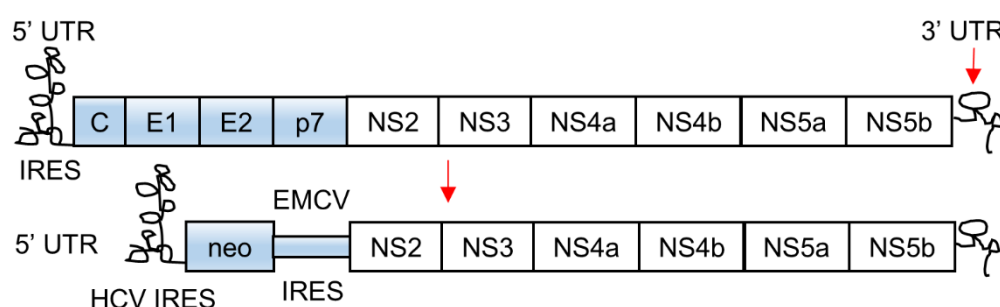 5’ UTR 3’ UTR
C E1 E2 p7 NS2 NS3 NS4a NS4b NS5a NS5b
IRES
EMCV
5’ UTR neo NS2 NS3 NS4a NS4b NS5a NS5b
HCV IRES IRES